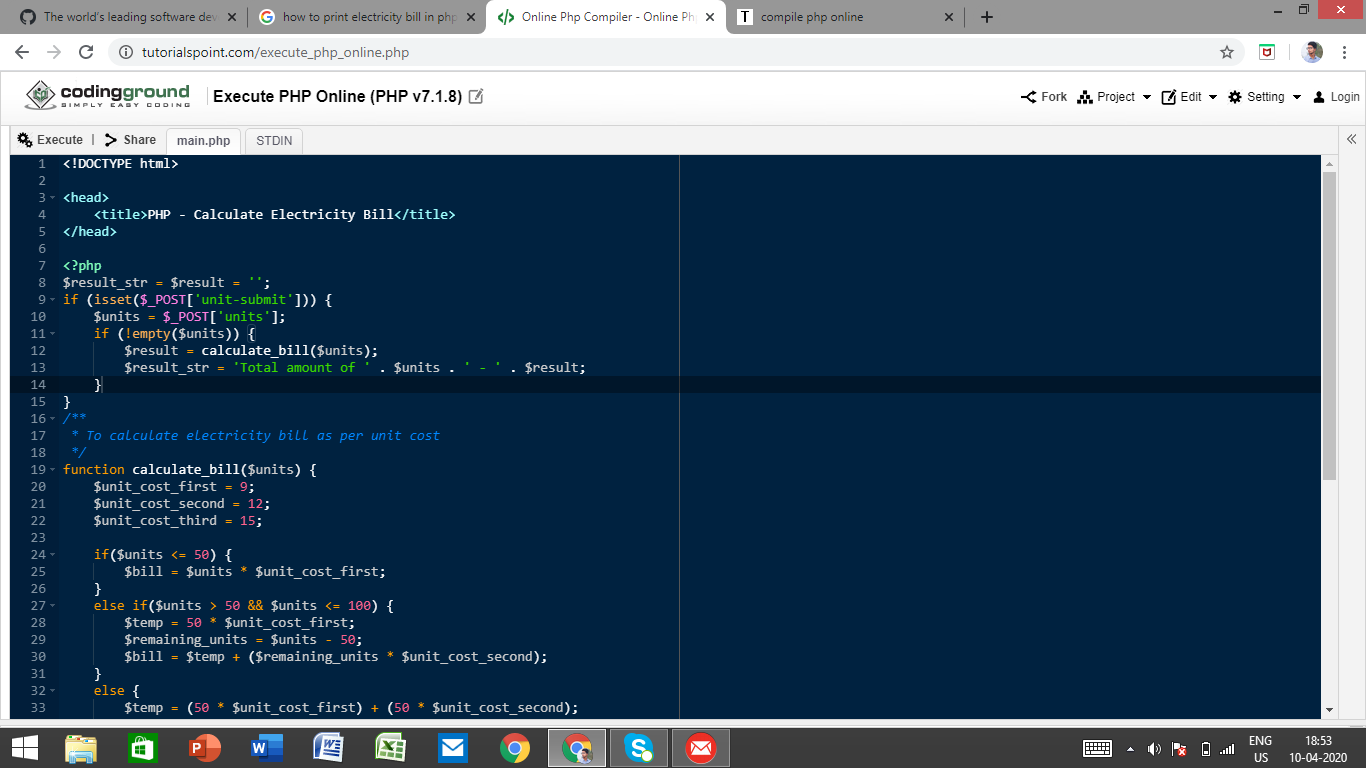 The world's leading software dev
how to print electricity bill in php
Online Php Compiler - Online Ph
T compile php online
tutorialspoint.com/execute_php_online.php
codingground
SIMPLY EASY CODING
Execute PHP Online (PHP v7.1.8)
Fork Project Edit Setting Login
Execute | Share main.php STDIN
1 <!DOCTYPE html>
2
3 <head>
4     <title>PHP - Calculate Electricity Bill</title>
5 </head>
6
7 <?php
8 $result_str = $result = '';
9 if (isset($_POST['unit-submit'])) {
10     $units = $_POST['units'];
11     if (!empty($units)) {
12         $result = calculate_bill($units);
13         $result_str = 'Total amount of ' . $units . ' - ' . $result;
14     }
15 }
16 /**
17  * To calculate electricity bill as per unit cost
18  */
19 function calculate_bill($units) {
20     $unit_cost_first = 9;
21     $unit_cost_second = 12;
22     $unit_cost_third = 15;
23
24     if($units <= 50) {
25         $bill = $units * $unit_cost_first;
26     }
27     else if($units > 50 && $units <= 100) {
28         $temp = 50 * $unit_cost_first;
29         $remaining_units = $units - 50;
30         $bill = $temp + ($remaining_units * $unit_cost_second);
31     }
32     else {
33         $temp = (50 * $unit_cost_first) + (50 * $unit_cost_second);
ENG 18:53
US 10-04-2020